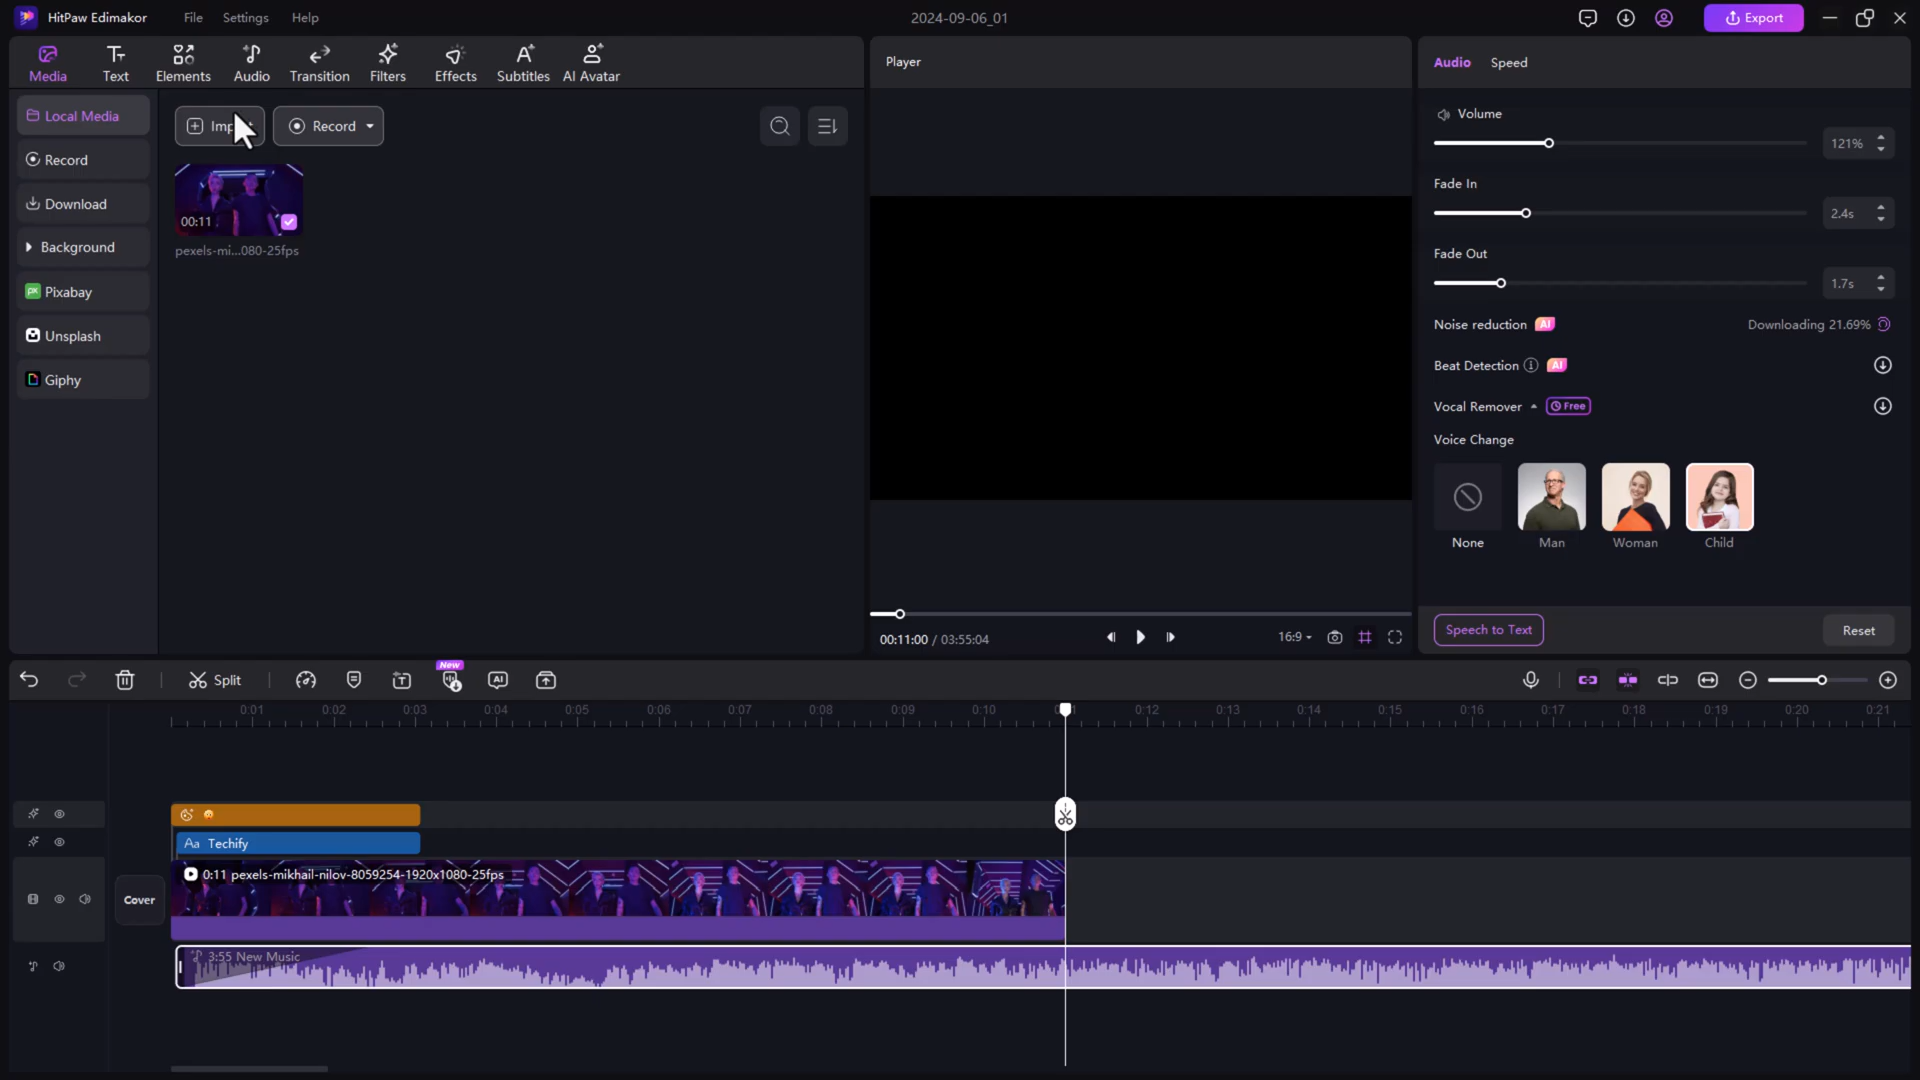 HitPaw Edimakor
File
Settings
Help
2024-09-06_01
Export
Media
Text
Elements
Audio
Transition
Filters
Effects
Subtitles
AI Avatar
Player
Audio
Speed
Local Media
Record
Download
Background
Pixabay
Unsplash
Giphy
Record
00:11
pexels-mi...080-25fps
Volume
121%
Fade In
2.4s
Fade Out
1.7s
Noise reduction
AI
Downloading 21.69%
Beat Detection
AI
Vocal Remover
Free
Voice Change
None
Man
Woman
Child
00:11:00 / 03:55:04
16:9
Speech to Text
Reset
Split
New
AI
0:01
0:02
0:03
0:04
0:05
0:06
0:07
0:08
0:09
0:10
0:12
0:13
0:14
0:15
0:16
0:17
0:18
0:19
0:20
0:21
Aa Techify
Cover
0:11 pexels-mikhail-nilov-8059254-1920x1080-25fps
3:55 New Music